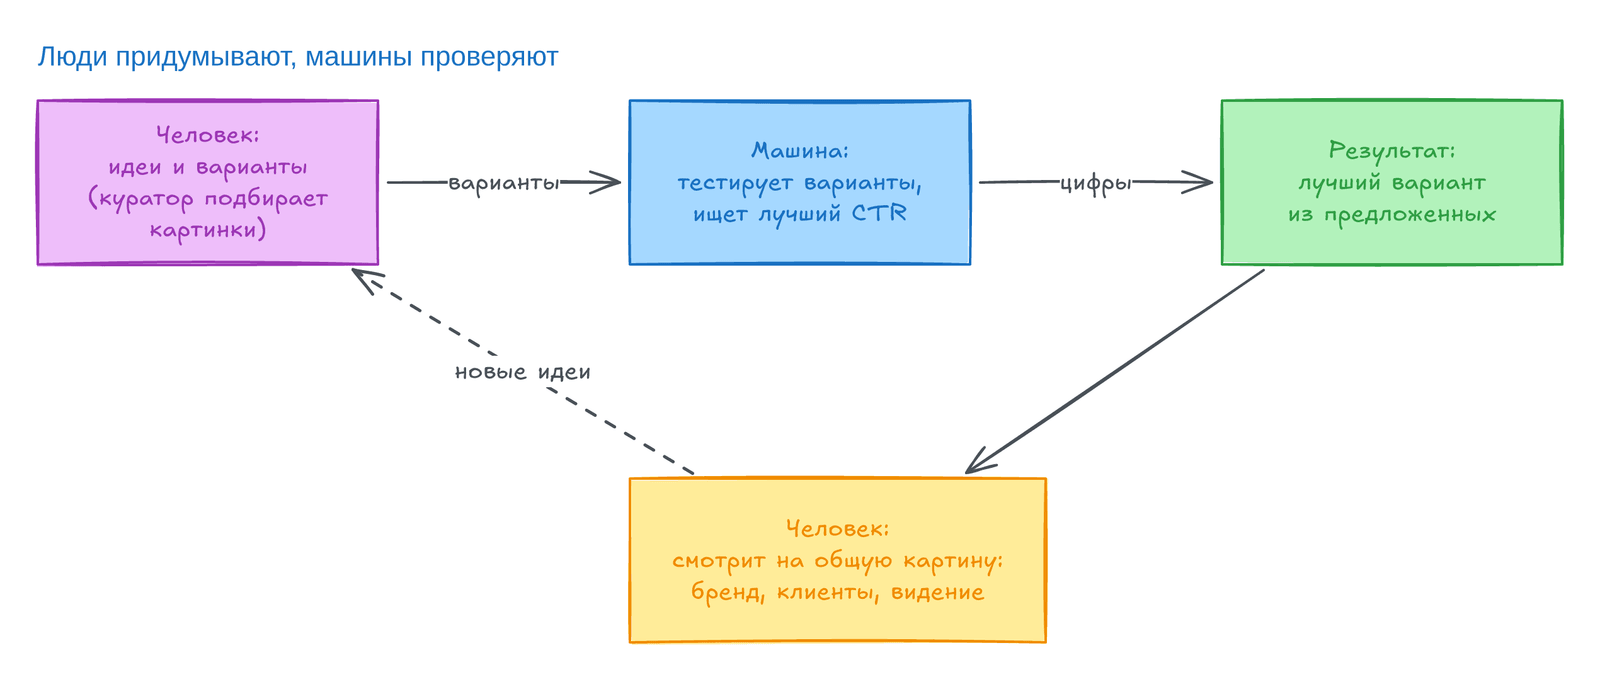 Люди придумывают, машины проверяют
Человек:
идеи и варианты
(куратор подбирает
картинки)
варианты
Машина:
тестирует варианты,
ищет лучший CTR
цифры
Результат:
лучший вариант
из предложенных
новые идеи
Человек:
смотрит на общую картину:
бренд, клиенты, видение